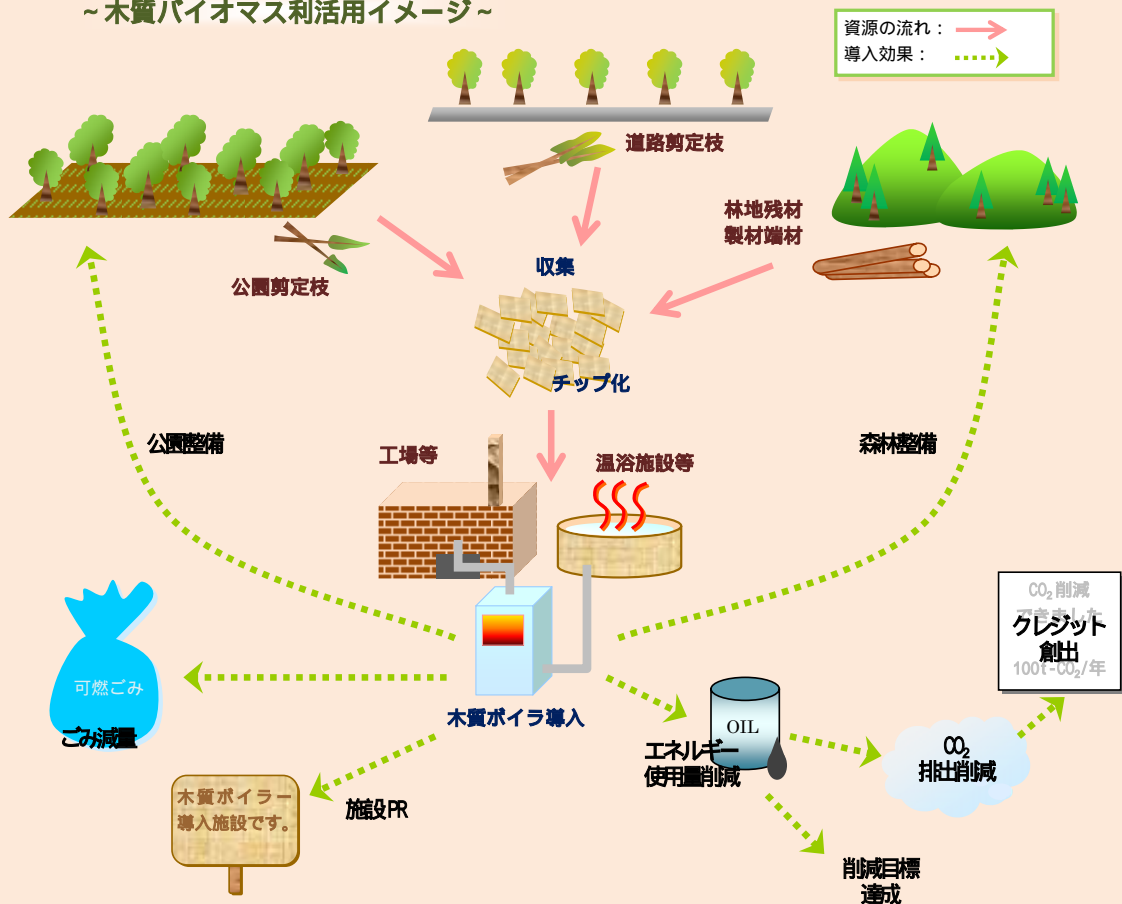 ~木質バイオマス利活用イメージ~
資源の流れ：
導入効果：
道路剪定枝
林地残材
製材端材
公園剪定枝
収集
チップ化
公園整備
森林整備
工場等
温浴施設等
CO₂削減
できました
クレジット
創出
100t-CO₂/年
可燃ごみ
ごみ減量
木質ボイラ導入
OIL
エネルギー
使用量削減
CO₂
排出削減
木質ボイラー
導入施設です。
施設PR
削減目標
達成